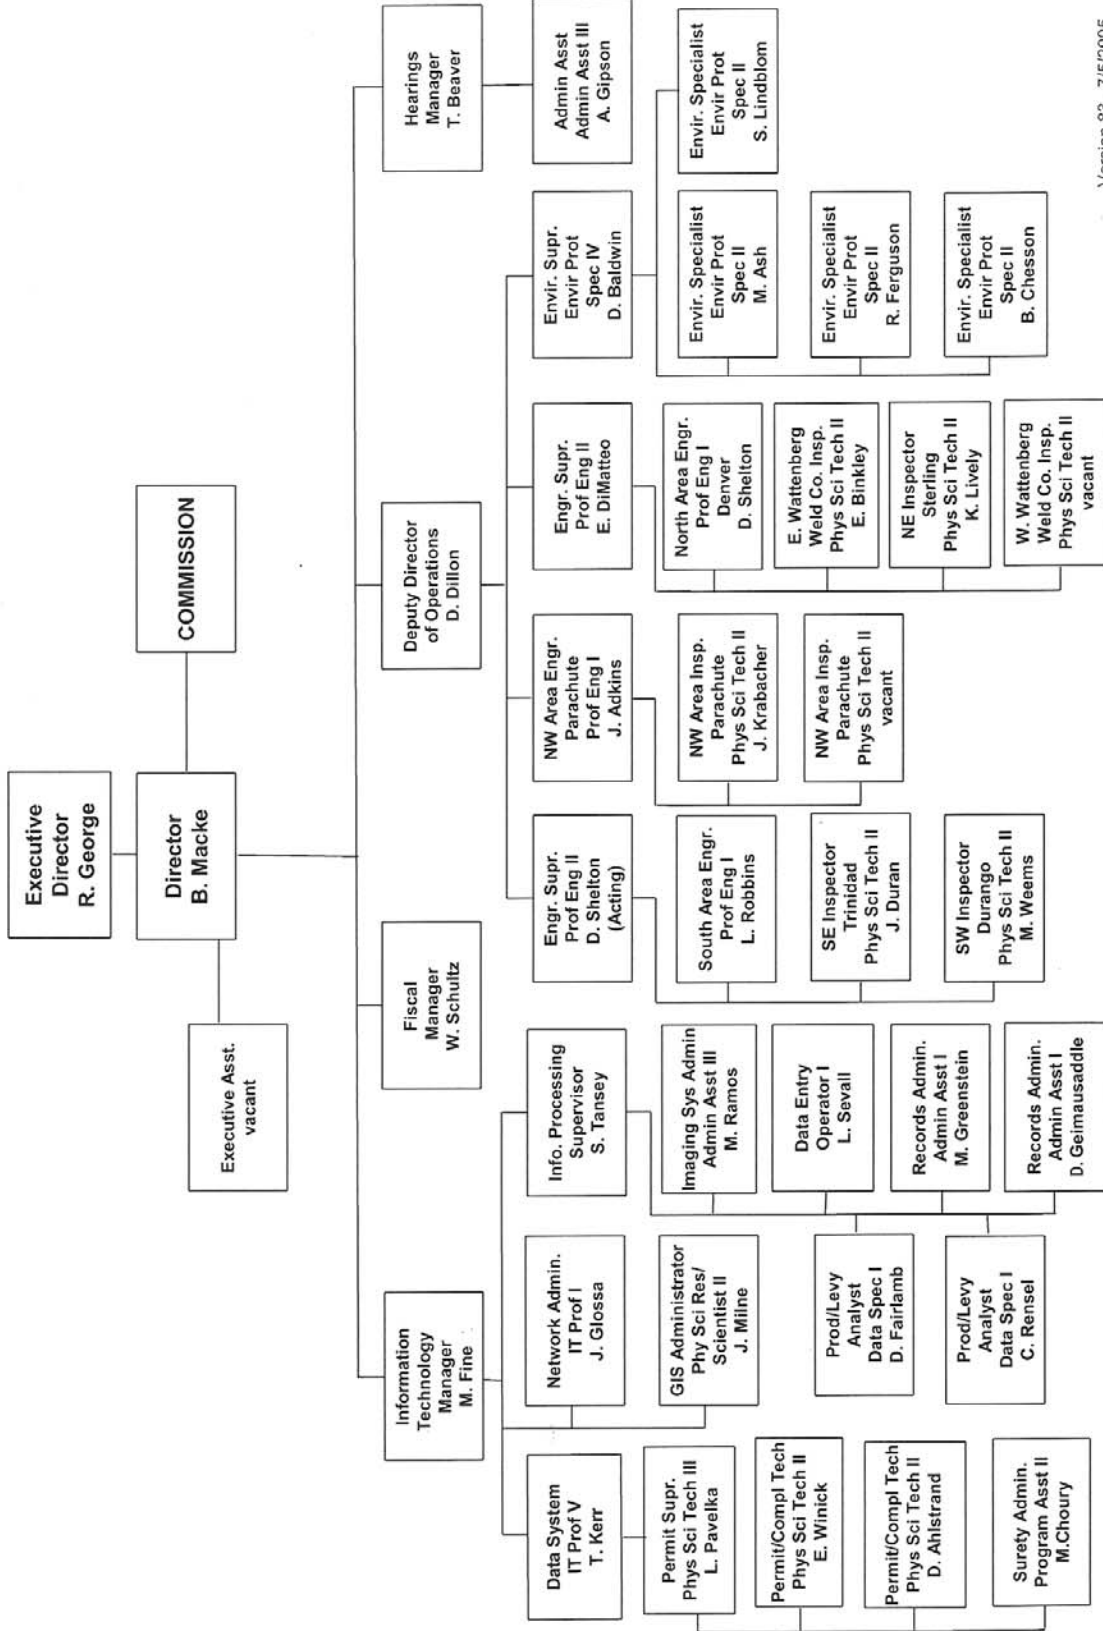 Executive
Director
R. George
Director
B. Macke
COMMISSION
Executive Asst.
vacant
Information
Technology
Manager
M. Fine
Fiscal
Manager
W. Schultz
Deputy Director
of Operations
D. Dillon
Hearings
Manager
T. Beaver
Data System
IT Prof V
T. Kerr
Network Admin.
IT Prof I
J. Glossa
Info. Processing
Supervisor
S. Tansey
Engr. Supr.
Prof Eng II
D. Shelton
(Acting)
NW Area Engr.
Parachute
Prof Eng I
J. Adkins
Engr. Supr.
Prof Eng II
E. DiMatteo
Envir. Supr.
Envir Prot
Spec IV
D. Baldwin
Admin Asst
Admin Asst III
A. Gipson
Permit Supr.
Phys Sci Tech III
L. Pavelka
GIS Administrator
Phy Sci Res/
Scientist II
J. Milne
Imaging Sys Admin
Admin Asst III
M. Ramos
South Area Engr.
Prof Eng I
L. Robbins
NW Area Insp.
Parachute
Phys Sci Tech II
J. Krabacher
North Area Engr.
Prof Eng I
Denver
D. Shelton
Envir. Specialist
Envir Prot
Spec II
M. Ash
Envir. Specialist
Envir Prot
Spec II
S. Lindblom
Permit/Compl Tech
Phys Sci Tech II
E. Winick
Prod/Levy
Analyst
Data Spec I
D. Fairlamb
Data Entry
Operator I
L. Sevall
SE Inspector
Trinidad
Phys Sci Tech II
J. Duran
NW Area Insp.
Parachute
Phys Sci Tech II
vacant
E. Wattenberg
Weld Co. Insp.
Phys Sci Tech II
E. Binkley
Envir. Specialist
Envir Prot
Spec II
R. Ferguson
Permit/Compl Tech
Phys Sci Tech II
D. Ahlstrand
Prod/Levy
Analyst
Data Spec I
C. Rensel
Records Admin.
Admin Asst I
M. Greenstein
SW Inspector
Durango
Phys Sci Tech II
M. Weems
NE Inspector
Sterling
Phys Sci Tech II
K. Lively
Envir. Specialist
Envir Prot
Spec II
B. Chesson
Surety Admin.
Program Asst II
M.Choury
Records Admin.
Admin Asst I
D. Geimausaddle
W. Wattenberg
Weld Co. Insp.
Phys Sci Tech II
vacant